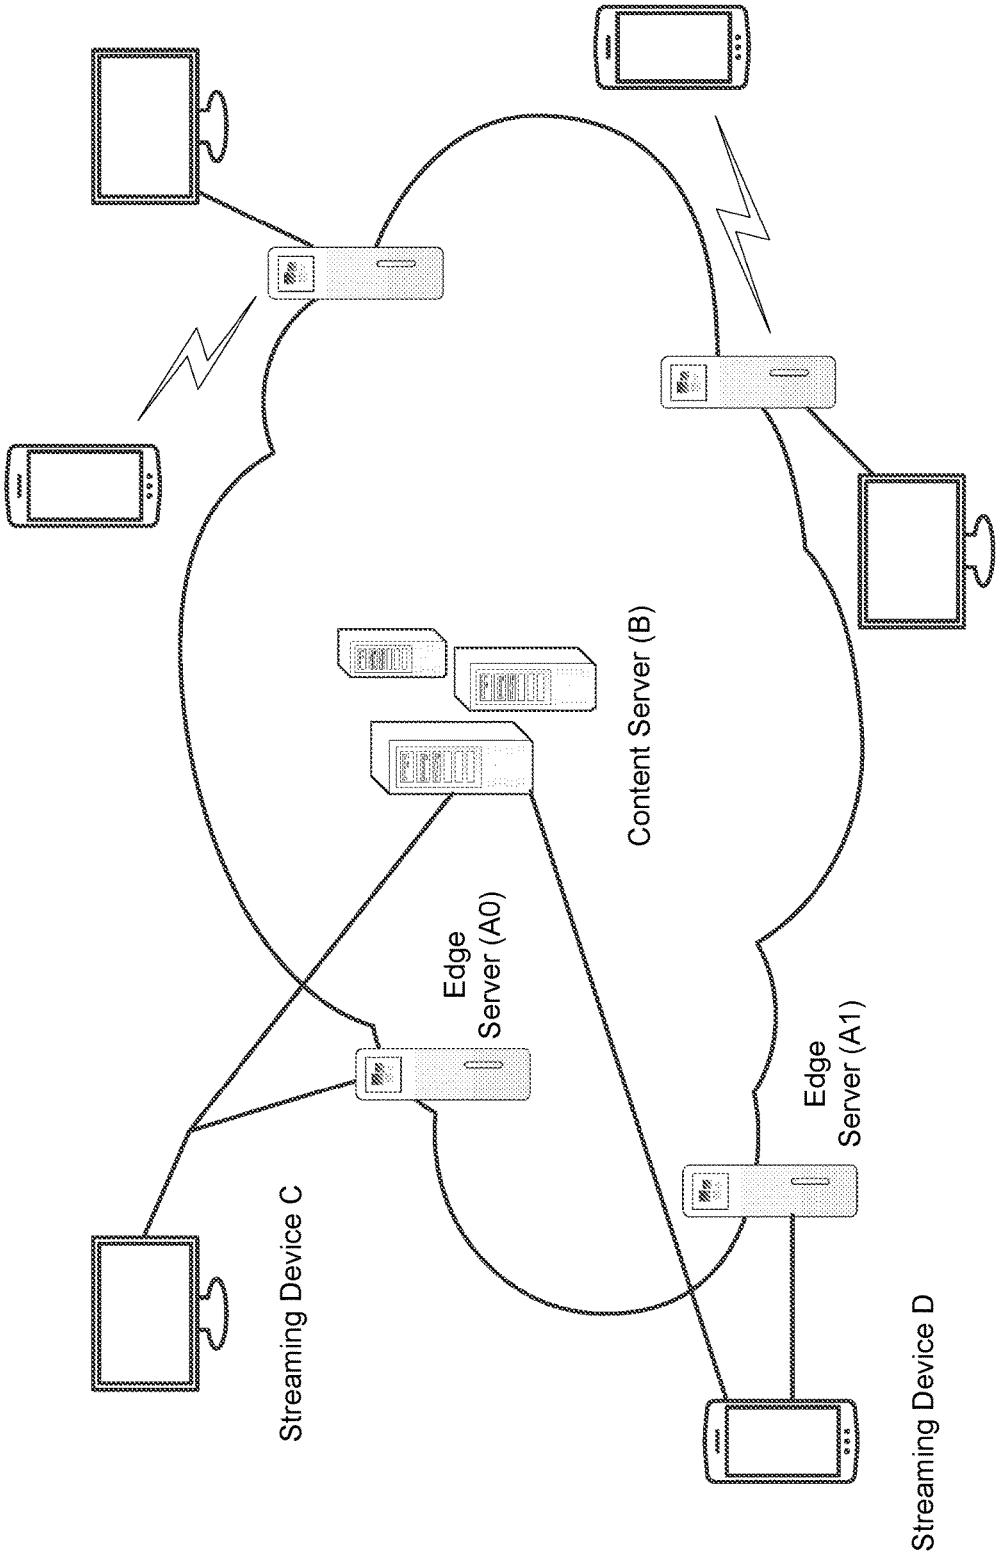 Streaming Device C
Edge
Server (A0)
Content Server (B)
Edge
Server (A1)
Streaming Device D